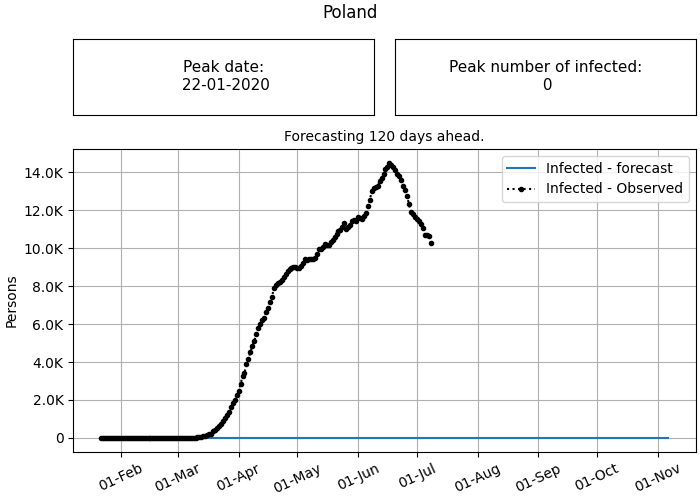 Poland
Peak date:
22-01-2020
Peak number of infected:
0
Forecasting 120 days ahead.
Infected - forecast
Infected - Observed
Persons
14.0K
12.0K
10.0K
8.0K
6.0K
4.0K
2.0K
0
01-Feb
01-Mar
01-Apr
01-May
01-Jun
01-Jul
01-Aug
01-Sep
01-Oct
01-Nov